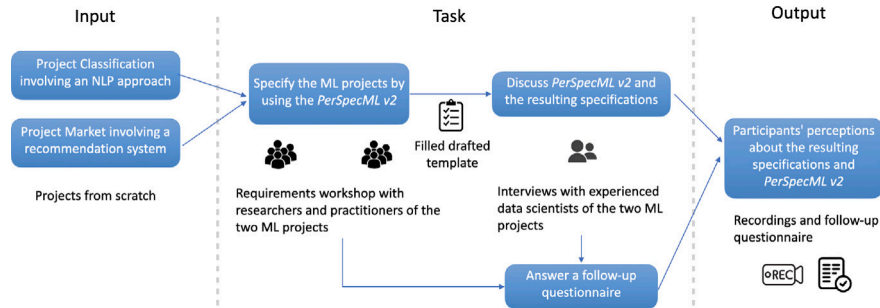 Input
Task
Output
Project Classification
involving an NLP approach
Project Market involving a
recommendation system
Projects from scratch
Specify the ML projects by
using the PerSpecML v2
Filled drafted
template
Requirements workshop with
researchers and practitioners of the
two ML projects
Discuss PerSpecML v2 and
the resulting specifications
Interviews with experienced
data scientists of the two ML
projects
Answer a follow-up
questionnaire
Participants' perceptions
about the resulting
specifications and
PerSpecML v2
Recordings and follow-up
questionnaire
REC